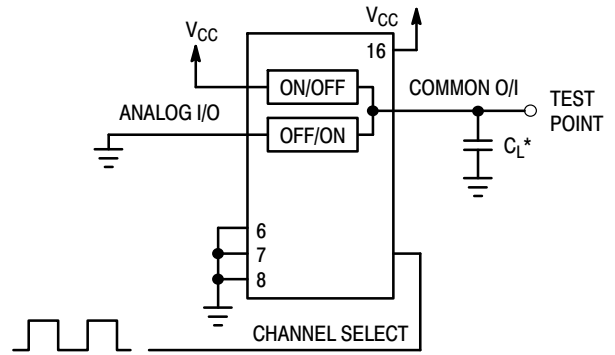 VCC
VCC
16
ON/OFF
COMMON O/I
TEST
POINT
ANALOG I/O
OFF/ON
CL*
6
7
8
CHANNEL SELECT